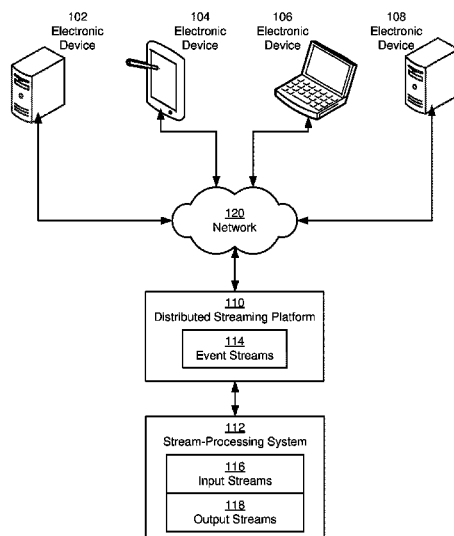 102
Electronic
Device
104
Electronic
Device
106
Electronic
Device
108
Electronic
Device
120
Network
110
Distributed Streaming Platform
114
Event Streams
112
Stream-Processing System
116
Input Streams
118
Output Streams